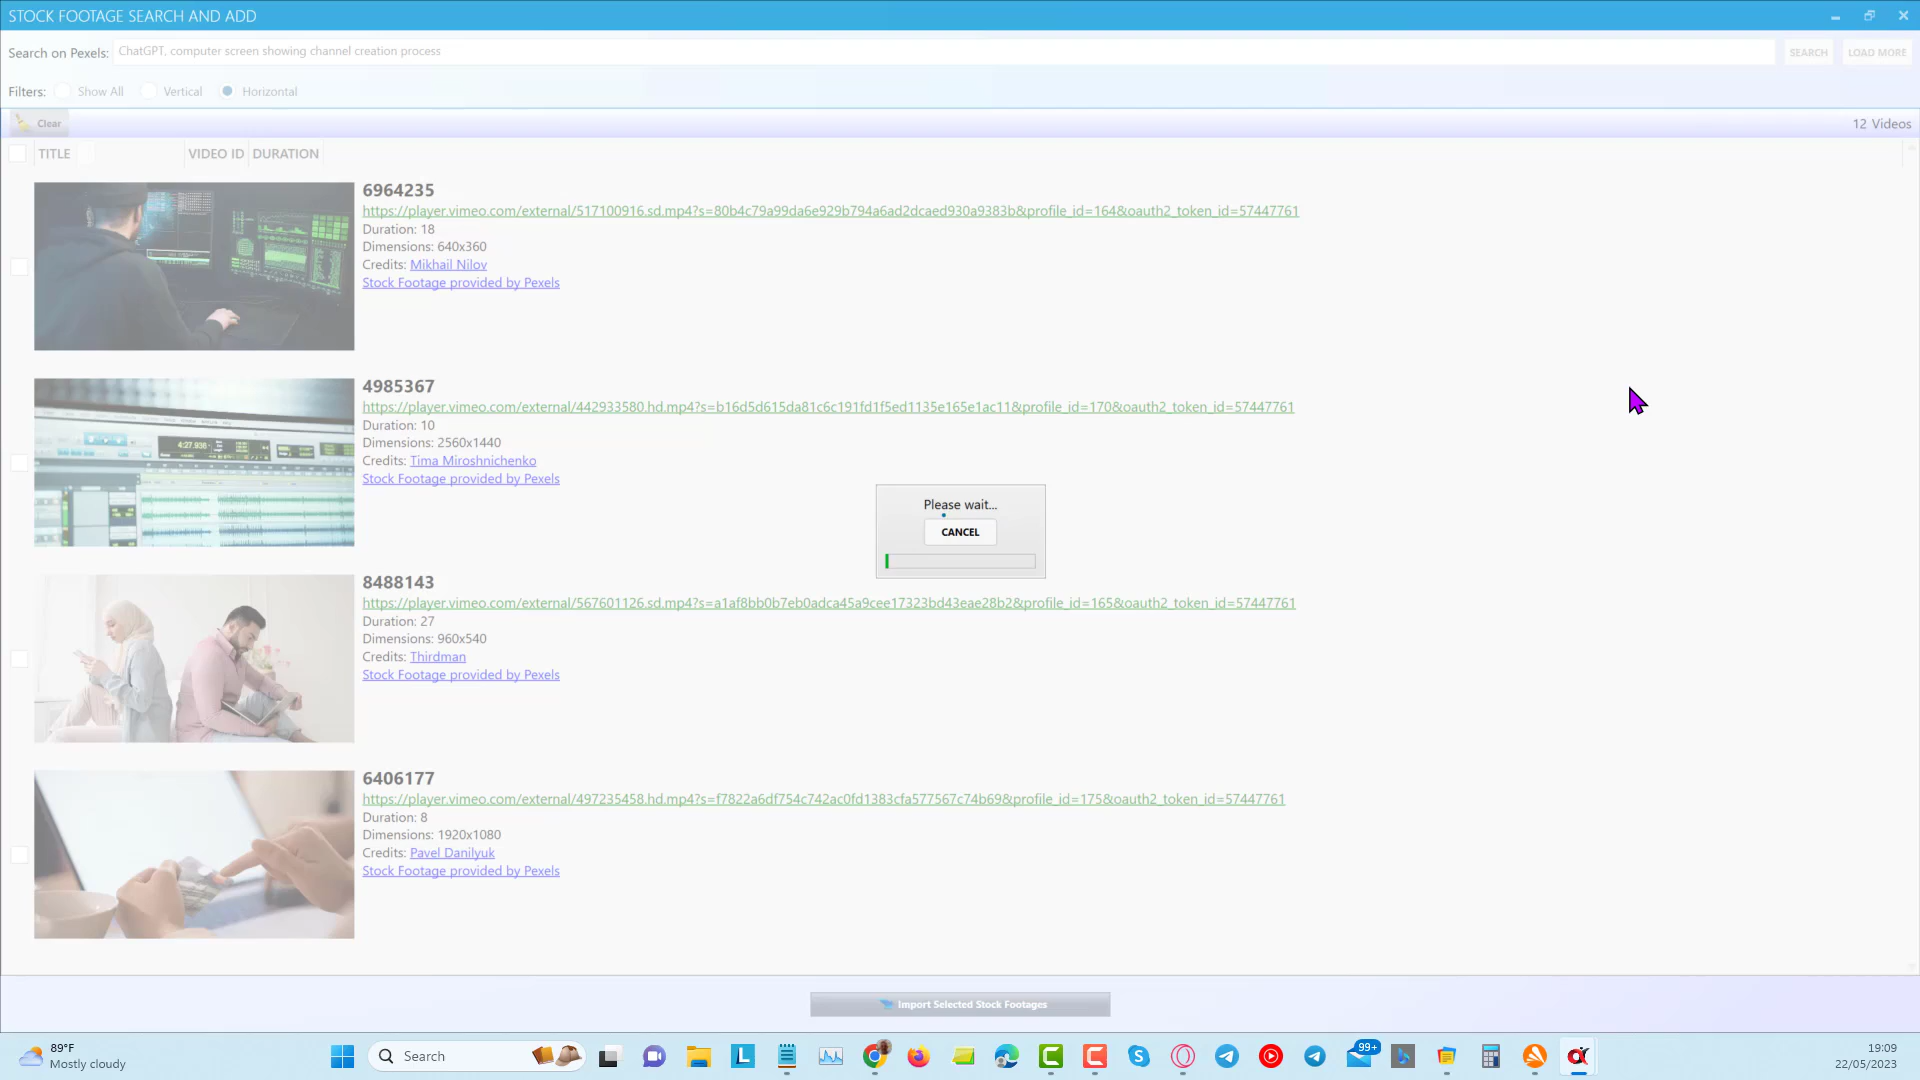 STOCK FOOTAGE SEARCH AND ADD
Search on Pexels: ChatGPT, computer screen showing channel creation process SEARCH LOAD MORE
Filters: Show All Vertical Horizontal
Clear 12 Videos
TITLE VIDEO ID DURATION
6964235
https://player.vimeo.com/external/517100916.sd.mp4?s=80b4c79a99da6e929b794a6ad2dcaed930a9383b&profile_id=164&oauth2_token_id=57447761
Duration: 18
Dimensions: 640x360
Credits: Mikhail Nilov
Stock Footage provided by Pexels
4985367
https://player.vimeo.com/external/442933580.hd.mp4?s=b16d5d615da81c6c191fd1f5ed1135e165e1ac11&profile_id=170&oauth2_token_id=57447761
Duration: 10
Dimensions: 2560x1440
Credits: Tima Miroshnichenko
Stock Footage provided by Pexels
4:27.936
Please wait...
CANCEL
8488143
https://player.vimeo.com/external/567601126.sd.mp4?s=a1af8bb0b7eb0adca45a9cee17323bd43eae28b2&profile_id=165&oauth2_token_id=57447761
Duration: 27
Dimensions: 960x540
Credits: Thirdman
Stock Footage provided by Pexels
6406177
https://player.vimeo.com/external/497235458.hd.mp4?s=f7822a6df754c742ac0fd1383cfa577567c74b69&profile_id=175&oauth2_token_id=57447761
Duration: 8
Dimensions: 1920x1080
Credits: Pavel Danilyuk
Stock Footage provided by Pexels
Import Selected Stock Footages
89°F
Mostly cloudy
Search
L
99+
19:09
22/05/2023